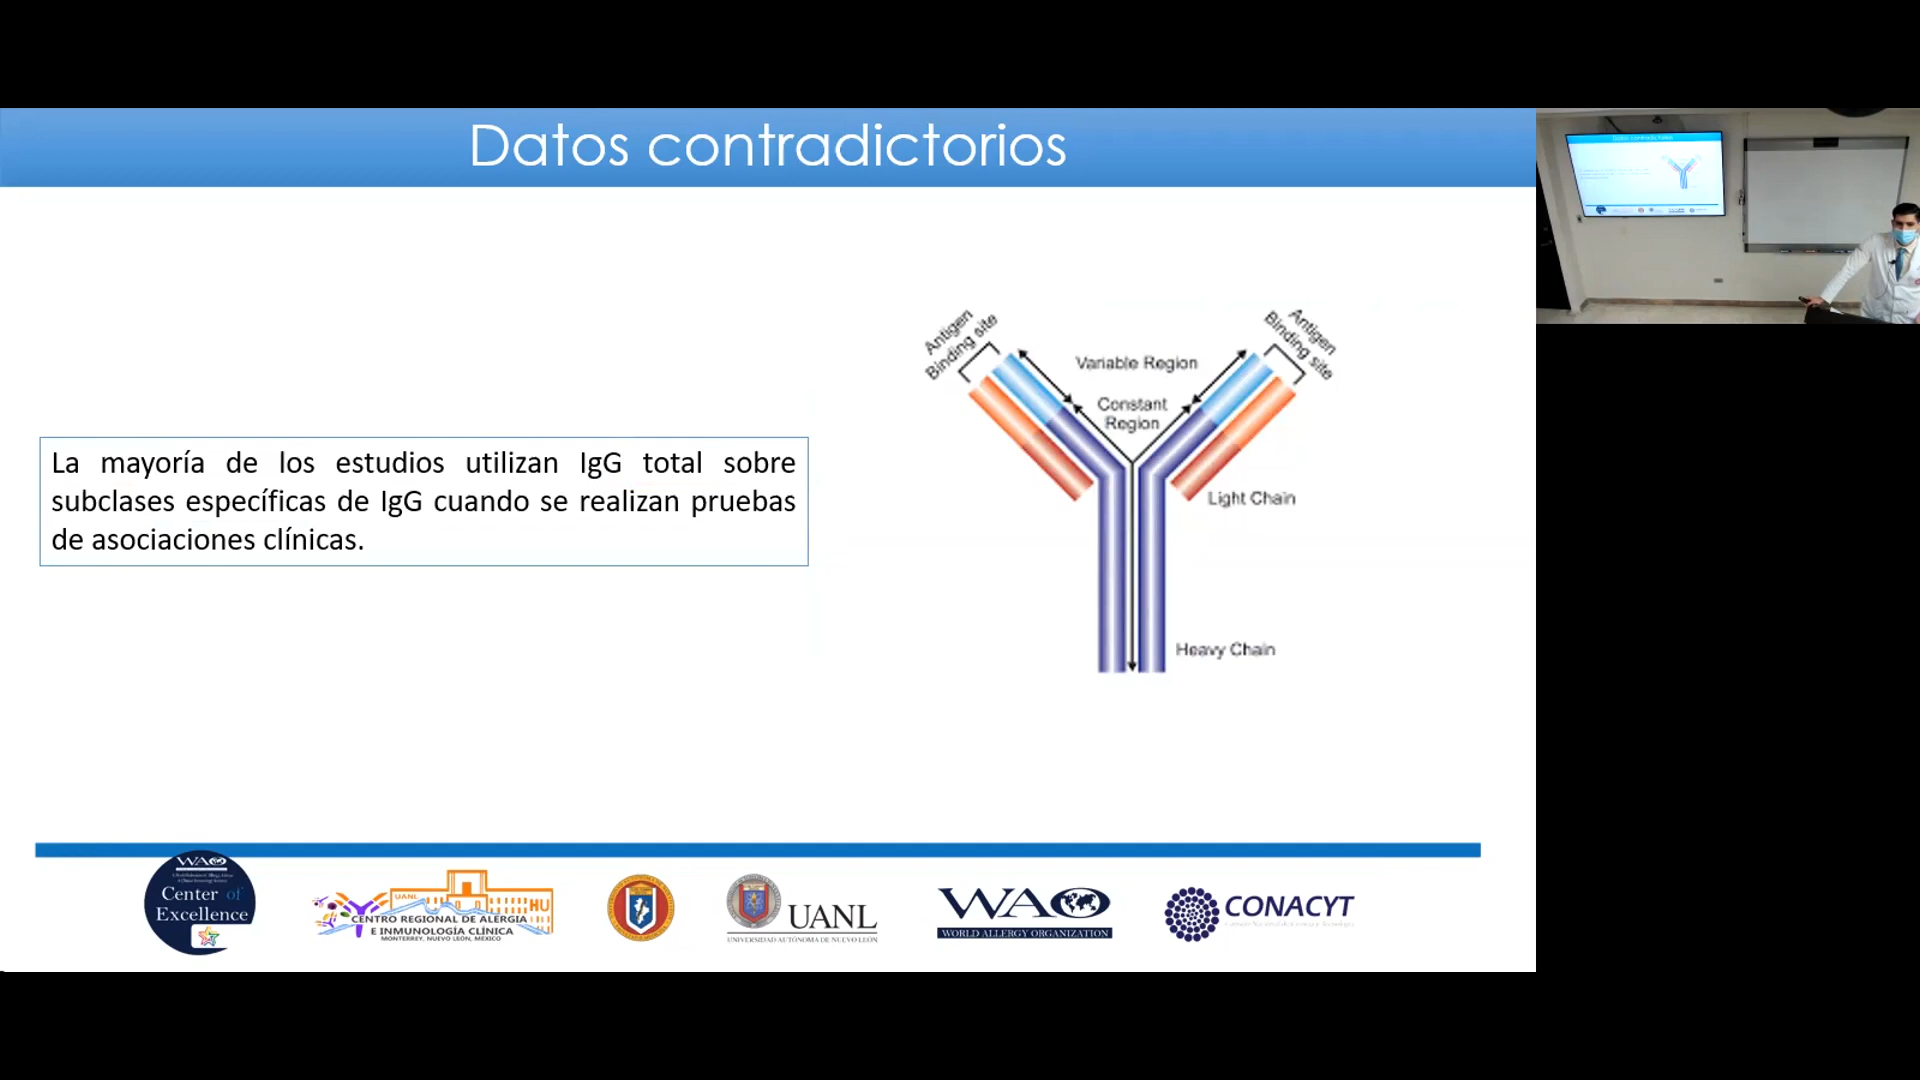 Datos contradictorios
La mayoría de los estudios utilizan IgG total sobre
subclases específicas de IgG cuando se realizan pruebas
de asociaciones clínicas.
Antigen
Binding site
Variable Region
Constant
Region
Antigen
Binding site
Light Chain
Heavy Chain
WAO
Center of
Excellence
UANL
HU
CENTRO REGIONAL DE ALERGIA
E INMUNOLOGÍA CLÍNICA
MONTERREY, NUEVO LEÓN, MÉXICO
UANL
UNIVERSIDAD AUTÓNOMA DE NUEVO LEÓN
WAO
WORLD ALLERGY ORGANIZATION
CONACYT
Datos contradictorios